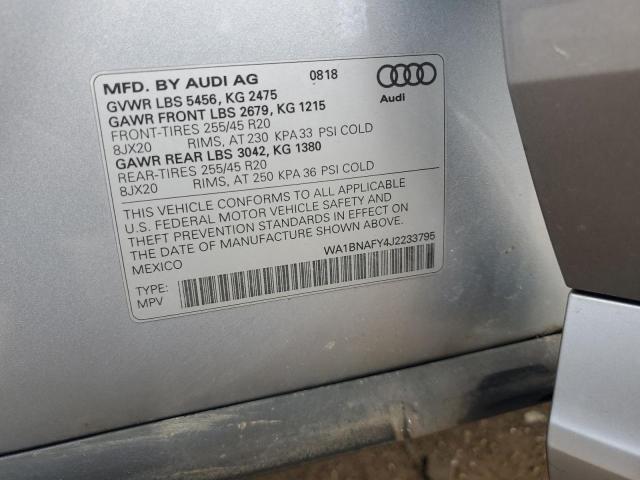 MFD. BY AUDI AG 0818
GVWR LBS 5456, KG 2475
GAWR FRONT LBS 2679, KG 1215
FRONT-TIRES 255/45 R20
8JX20 RIMS, AT 230 KPA 33 PSI COLD
GAWR REAR LBS 3042, KG 1380
REAR-TIRES 255/45 R20
8JX20 RIMS, AT 250 KPA 36 PSI COLD
Audi
THIS VEHICLE CONFORMS TO ALL APPLICABLE
U.S. FEDERAL MOTOR VEHICLE SAFETY AND
THEFT PREVENTION STANDARDS IN EFFECT ON
THE DATE OF MANUFACTURE SHOWN ABOVE.
MEXICO
WA1BNAFY4J2233795
TYPE:
MPV